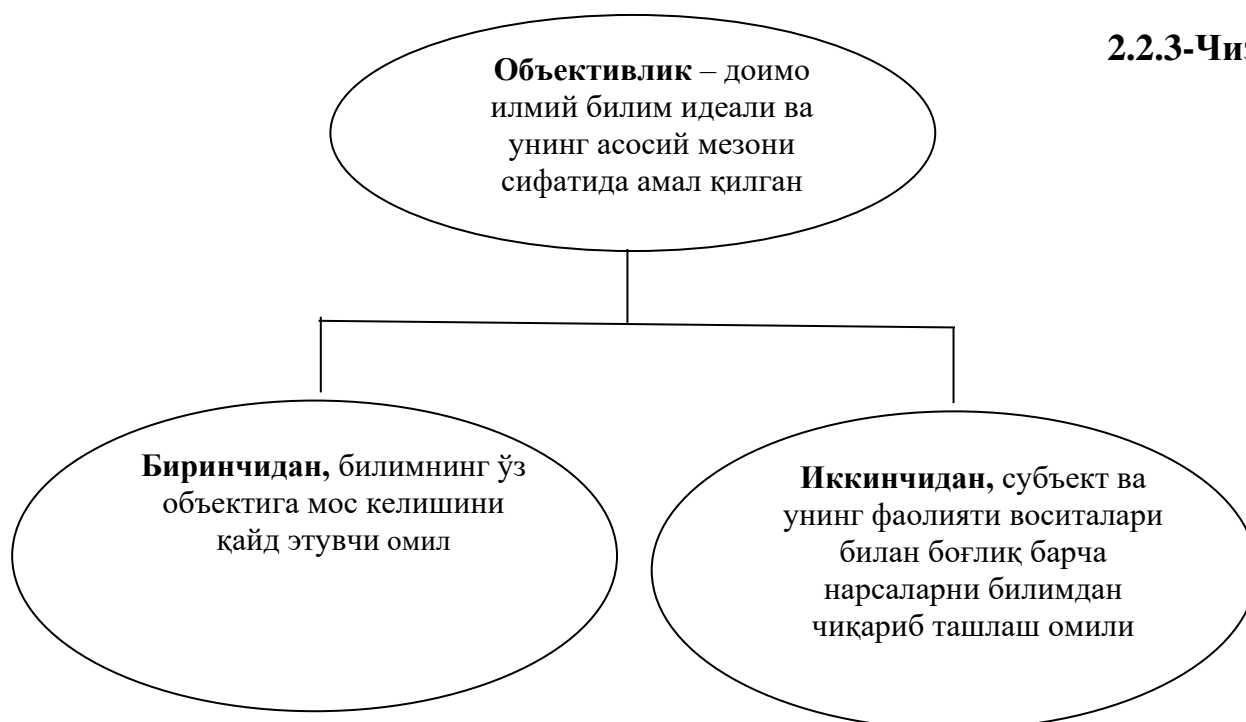 2.2.3-Чи
Объективлик – доимо
илмий билим идеали ва
унинг асосий мезони
сифатида амал қилган
Биринчидан, билимнинг ўз
объектига мос келишини
қайд этувчи омил
Иккинчидан, субъект ва
унинг фаолияти воситалари
билан боғлиқ барча
нарсаларни билимдан
чиқариб ташлаш омили